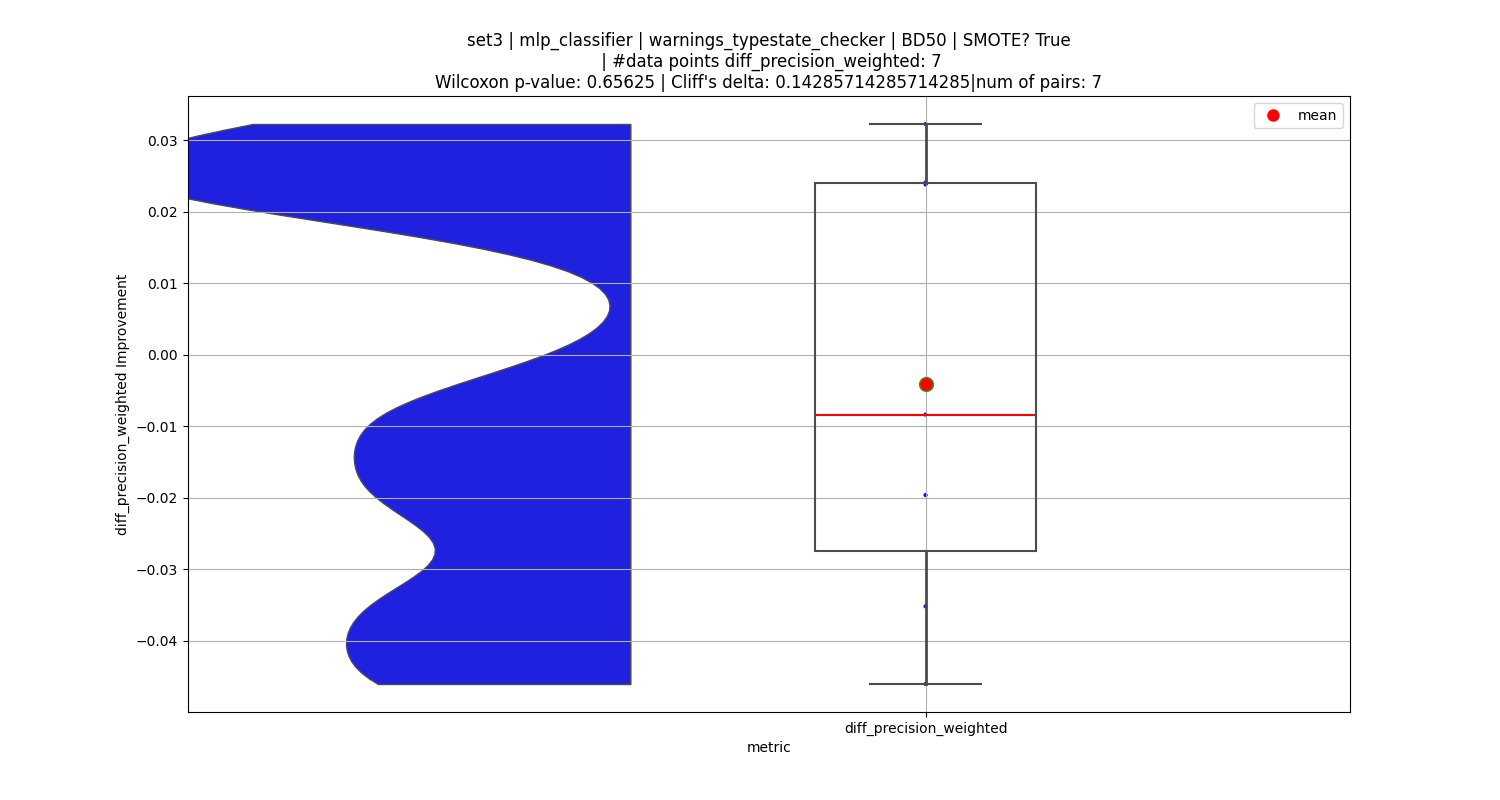 set3 | mlp_classifier | warnings_typestate_checker | BD50 | SMOTE? True
| #data points diff_precision_weighted: 7
Wilcoxon p-value: 0.65625 | Cliff's delta: 0.14285714285714285|num of pairs: 7
mean
0.03
0.02
0.01
0.00
−0.01
−0.02
−0.03
−0.04
diff_precision_weighted Improvement
diff_precision_weighted
metric